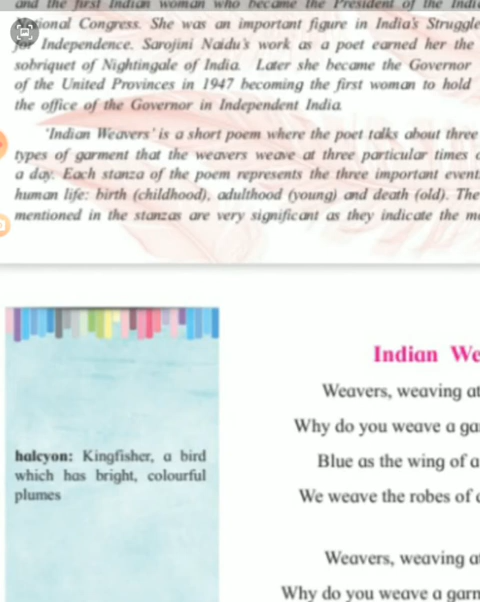 and the first Indian woman who became the President of the Indi
National Congress. She was an important figure in India's Struggle
for Independence. Sarojini Naidu's work as a poet earned her the
sobriquet of Nightingale of India. Later she became the Governor
of the United Provinces in 1947 becoming the first woman to hold
the office of the Governor in Independent India
'Indian Weavers' is a short poem where the poet talks about three
types of garment that the weavers weave at three particular times
a day. Each stanza of the poem represents the three important event
human life: birth (childhood), adulthood (young) and death (old). The
mentioned in the stanzas are very significant as they indicate the m
halcyon: Kingfisher, a bird
which has bright, colourful
plumes
Indian We
Weavers, weaving at
Why do you weave a ga
Blue as the wing of a
We weave the robes of
Weavers, weaving at
Why do you weave a garn